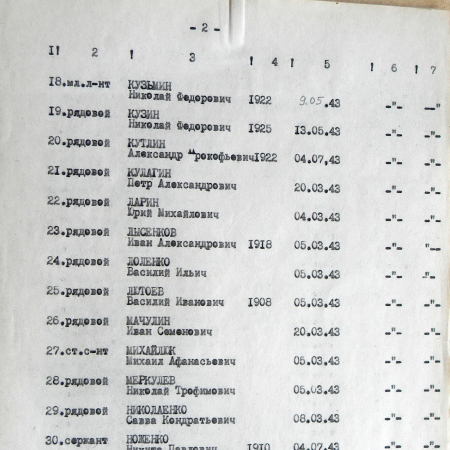 - 2 -
I! 2 ! 3 ! 4 ! 5 ! 6 ! 7
18.мл.л-нт КУЗЬМИН
Николай Федорович 1922 9.05.43 -"- -"
19.рядовой КУЗИН
Николай Федорович 1925 13.05.43 -"- -"-
20.рядовой КУТЛИН
Александр Прокофьевич1922 04.07,43 -"- -"-
21.рядовой КУЛАГИН
Петр Александрович 20.03.43 -"- -"-
22.рядовой ЛАРИН
Юрий Михайлович 04.03.43 -"- -"-
23.рядовой ЛЫСЕНКОВ
Иван Александрович 1918 05.03.43 -"- -"-
24.рядовой ЛОЛЕНКО
Василий Ильич 05.03.43 -"- -"-
25.рядовой ЛЮТОЕВ
Василий Иванович 1908 05.03.43 -"- -"-
26.рядовой МАЧУЛИН
Иван Семенович 20.03.43 -"- -"-
27.ст.с-нт МИХАЙЛЮК
Михаил Афанасьевич 05.03.43 -"- -"-
28.рядовой МЕРКУЛЕВ
Николай Трофимович 05.03.43 -"- -"-
29.рядовой НИКОЛАЕНКО
Савва Кондратьевич 08.03.43 -"- -"-
30.сержант НОЖЕНКО
Никита Павлович 1910 04.07.43 -"- -"-